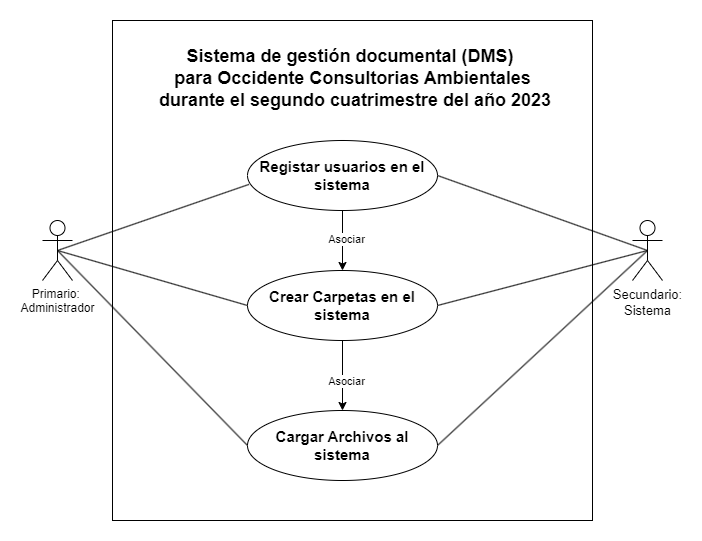 Sistema de gestión documental (DMS)
para Occidente Consultorias Ambientales
durante el segundo cuatrimestre del año 2023
Registar usuarios en el
sistema
Asociar
Primario:
Administrador
Crear Carpetas en el
sistema
Secundario:
Sistema
Asociar
Cargar Archivos al
sistema